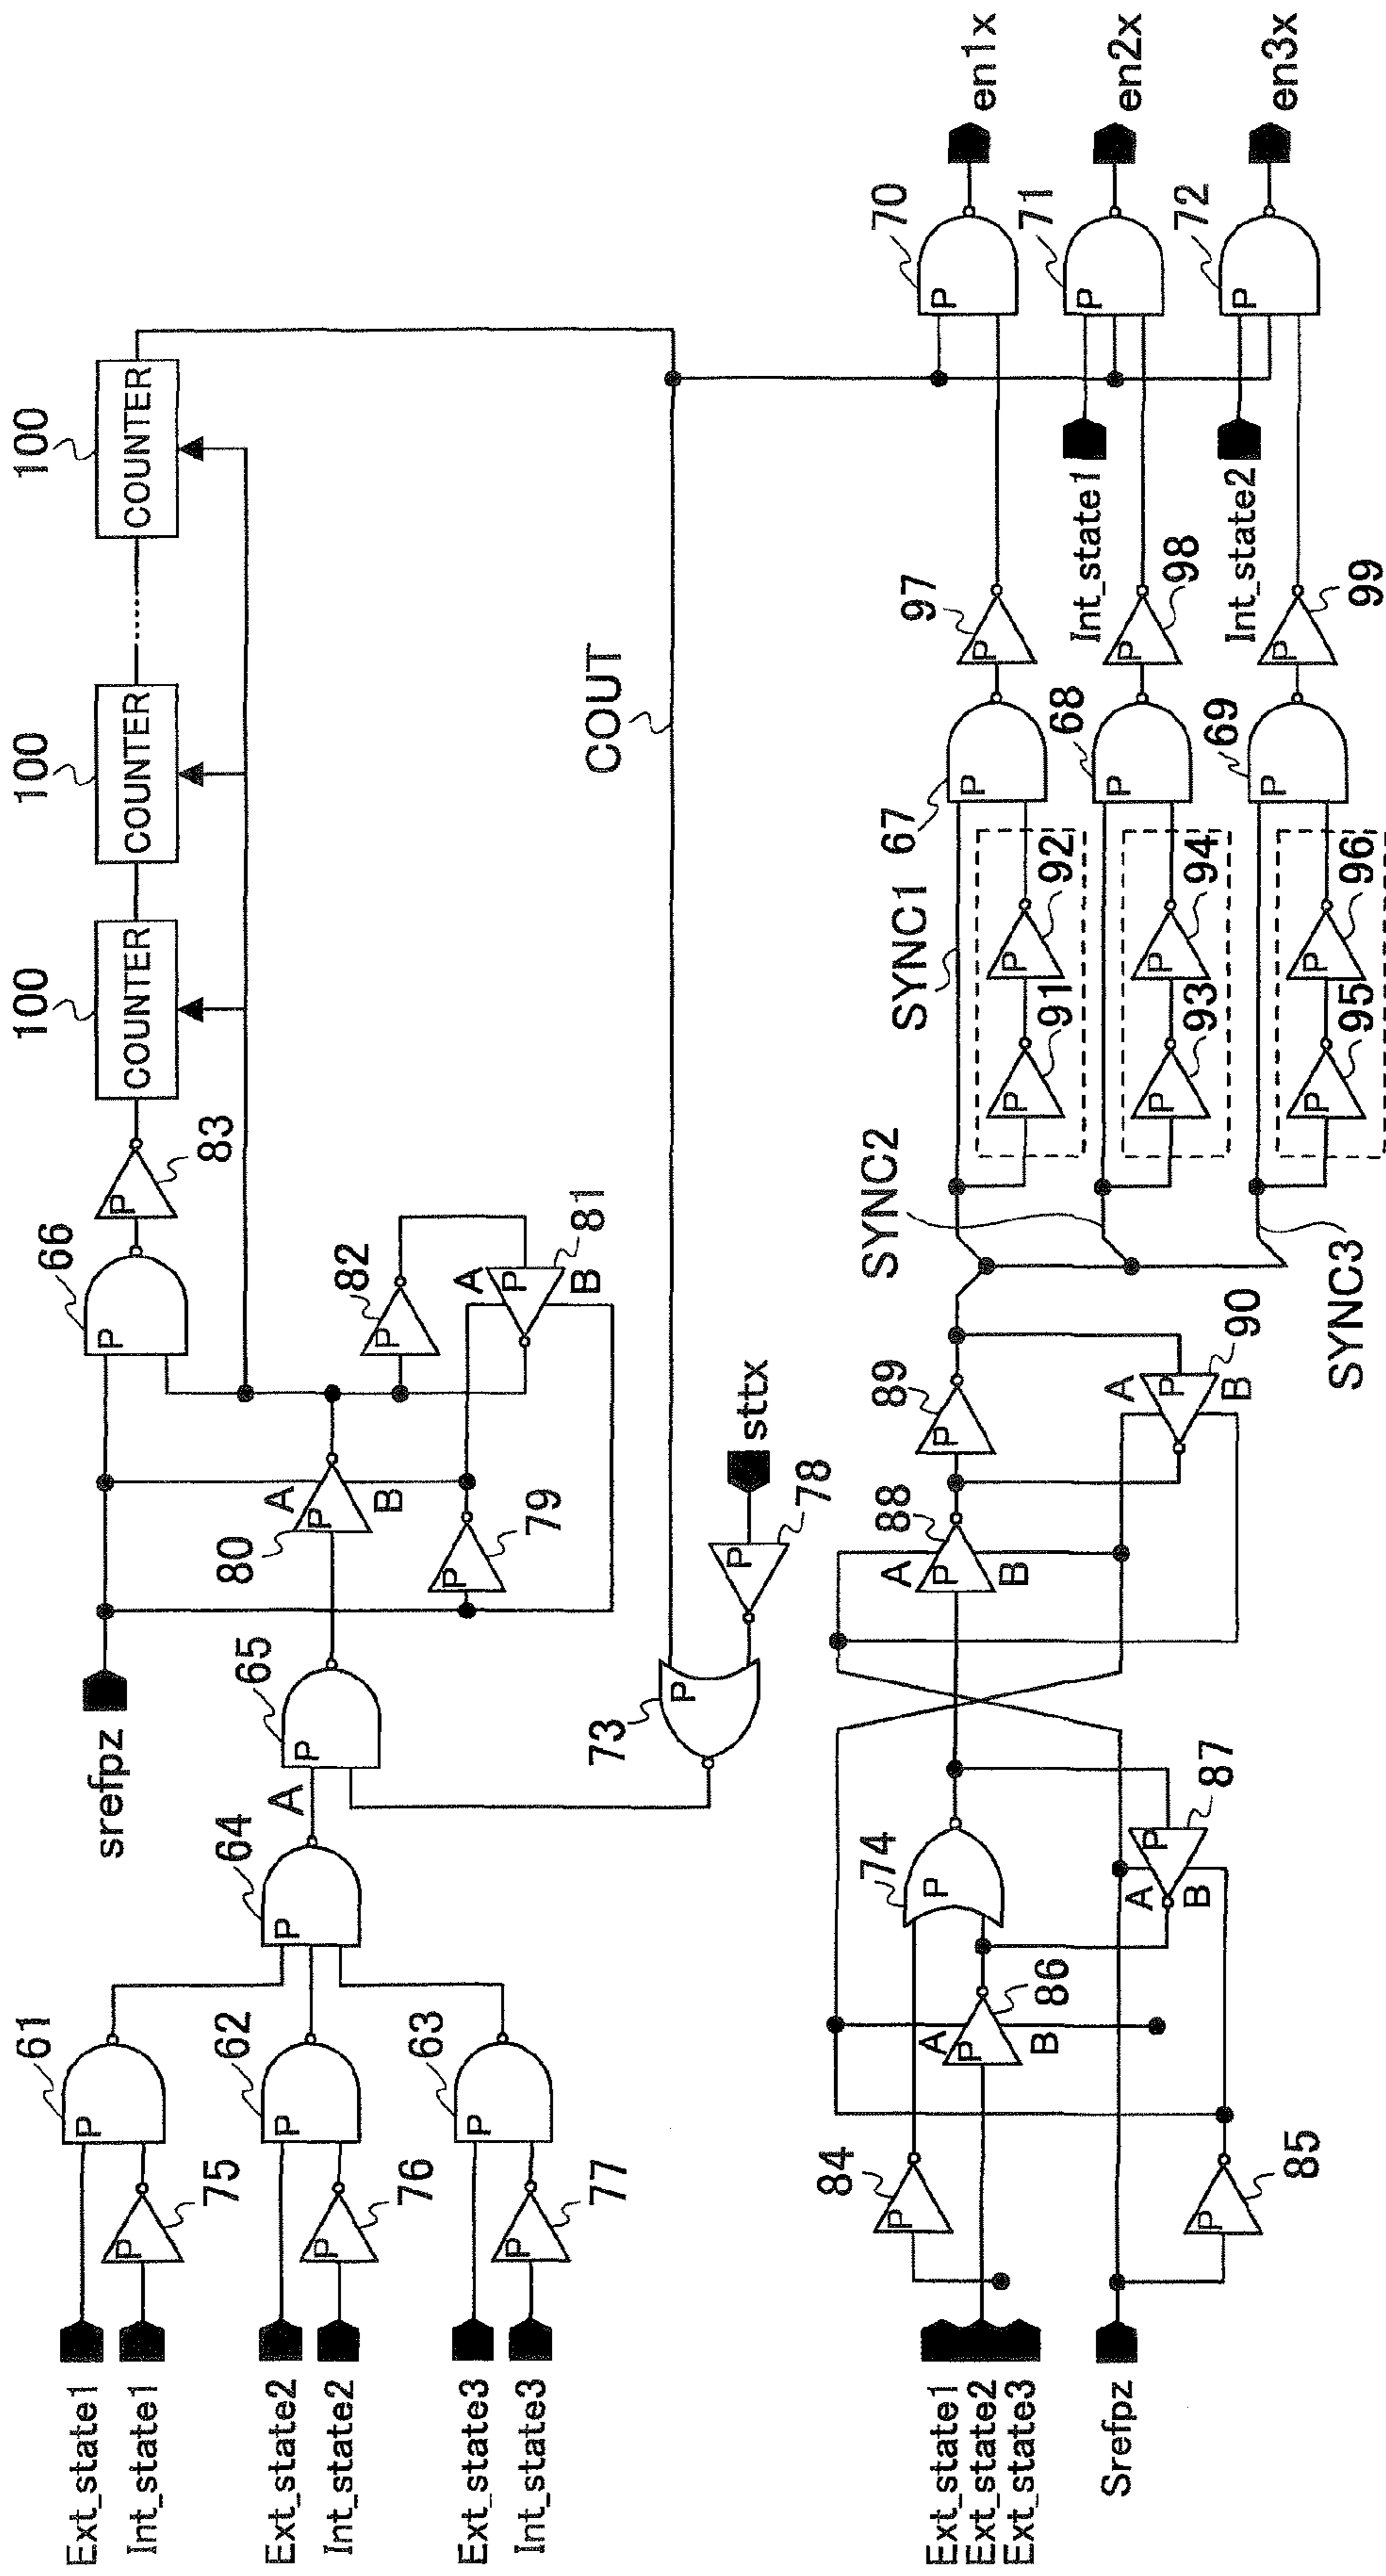 Ext_state1
Int_state1
Ext_state2
Int_state2
Ext_state3
Int_state3
75
76
77
P
P
P
61
62
63
P
P
P
64
P
A
65
P
srefpz
80
A
B
P
79
P
66
P
83
P
82
P
81
A
B
P
100
COUNTER
100
COUNTER
100
COUNTER
COUT
73
P
78
P
sttx
Ext_state1
Ext_state2
Ext_state3
Srefpz
84
P
85
P
86
A
B
P
74
P
87
A
B
P
88
A
B
P
89
P
90
A
B
P
SYNC1
SYNC2
SYNC3
91
P
92
P
93
P
94
P
95
P
96
P
67
P
68
P
69
P
97
P
98
P
99
P
Int_state1
Int_state2
70
P
71
P
72
P
en1x
en2x
en3x